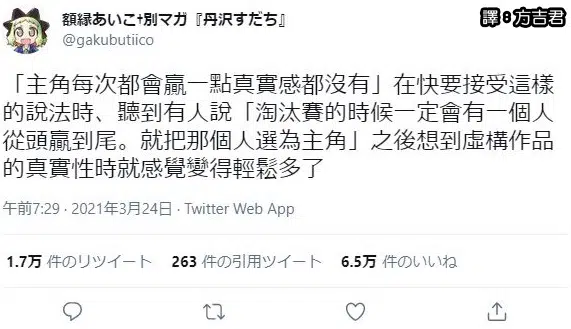 額縁あいこ†別マガ『丹沢すだち』
@gakubutiico
譯：方吉君
「主角每次都會贏一點真實感都沒有」在快要接受這樣
的說法時、聽到有人說「淘汰賽的時候一定會有一個人
從頭贏到尾。就把那個人選為主角」之後想到虛構作品
的真實性時就感覺變得輕鬆多了
午前7:29 · 2021年3月24日 · Twitter Web App
1.7万 件のリツイート 263 件の引用ツイート 6.5万 件のいいね